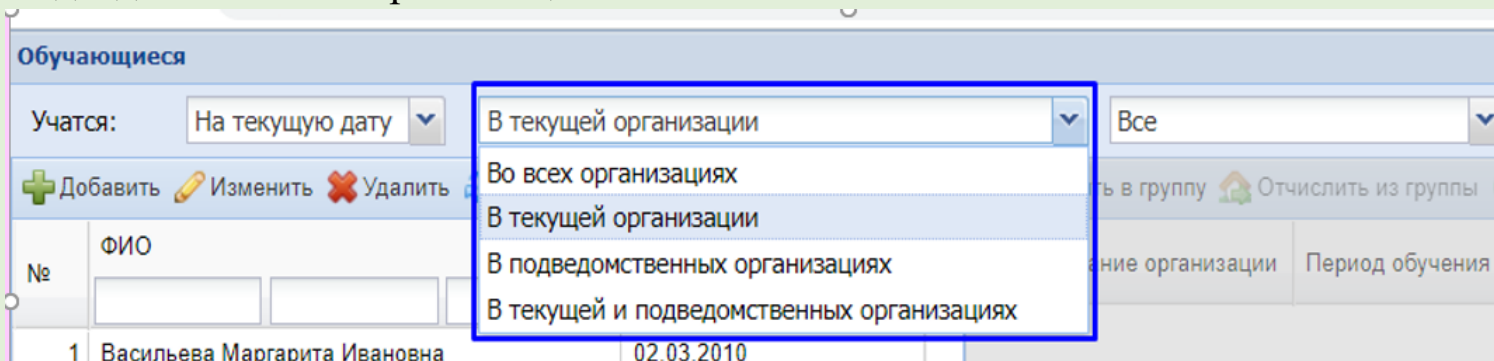 Обучающиеся
Учатся: На текущую дату В текущей организации Все
Во всех организациях
Добавить Изменить Удалить в группу Отчислить из группы
В текущей организации
ФИО
№ В подведомственных организациях организации Период обучения
В текущей и подведомственных организациях
1 Васильева Маргарита Ивановна 02.03.2010